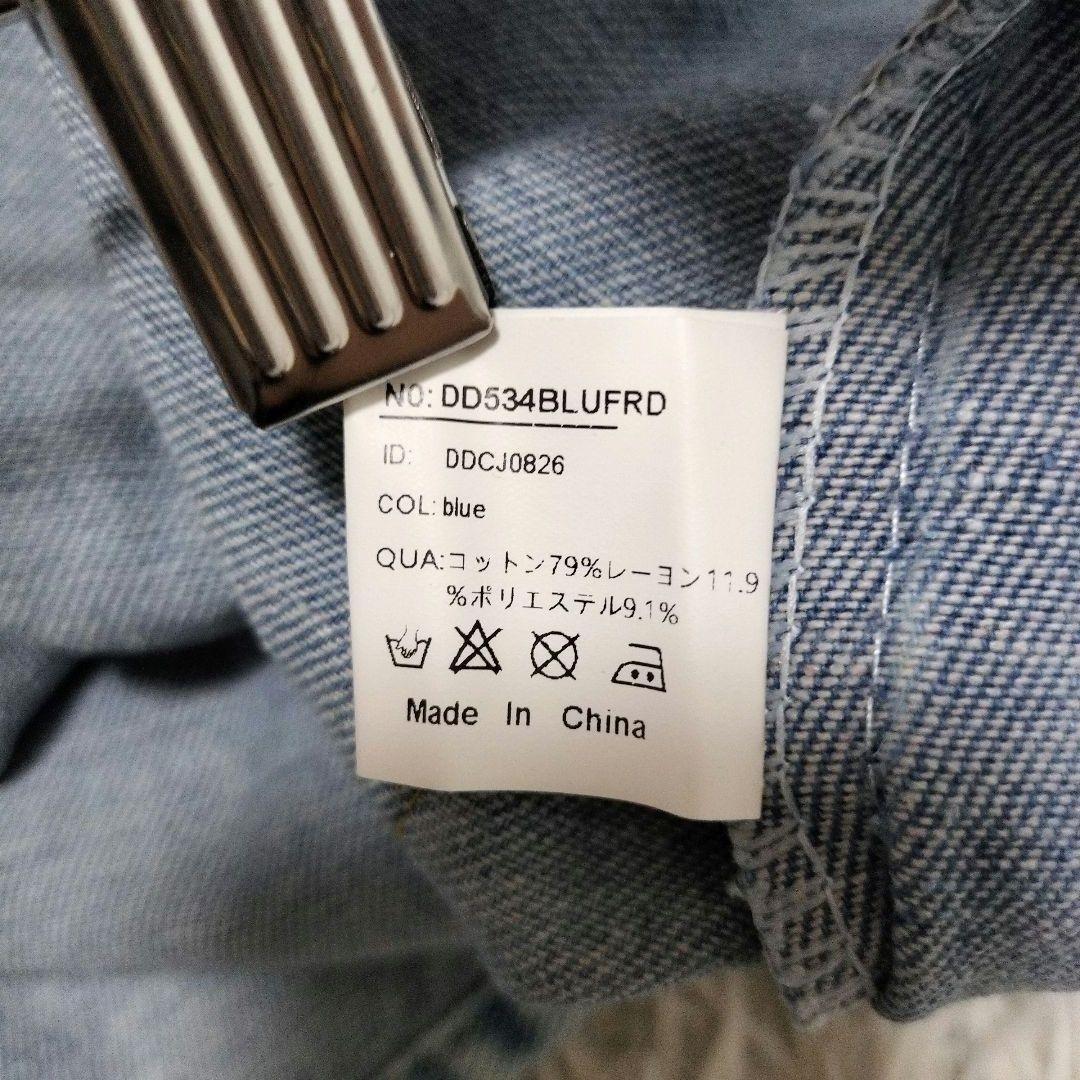 NO: DD534BLUFRD
ID: DDCJ0826
COL: blue
QUA:コットン79%レーヨン11.9
%ポリエステル9.1%
Made In China